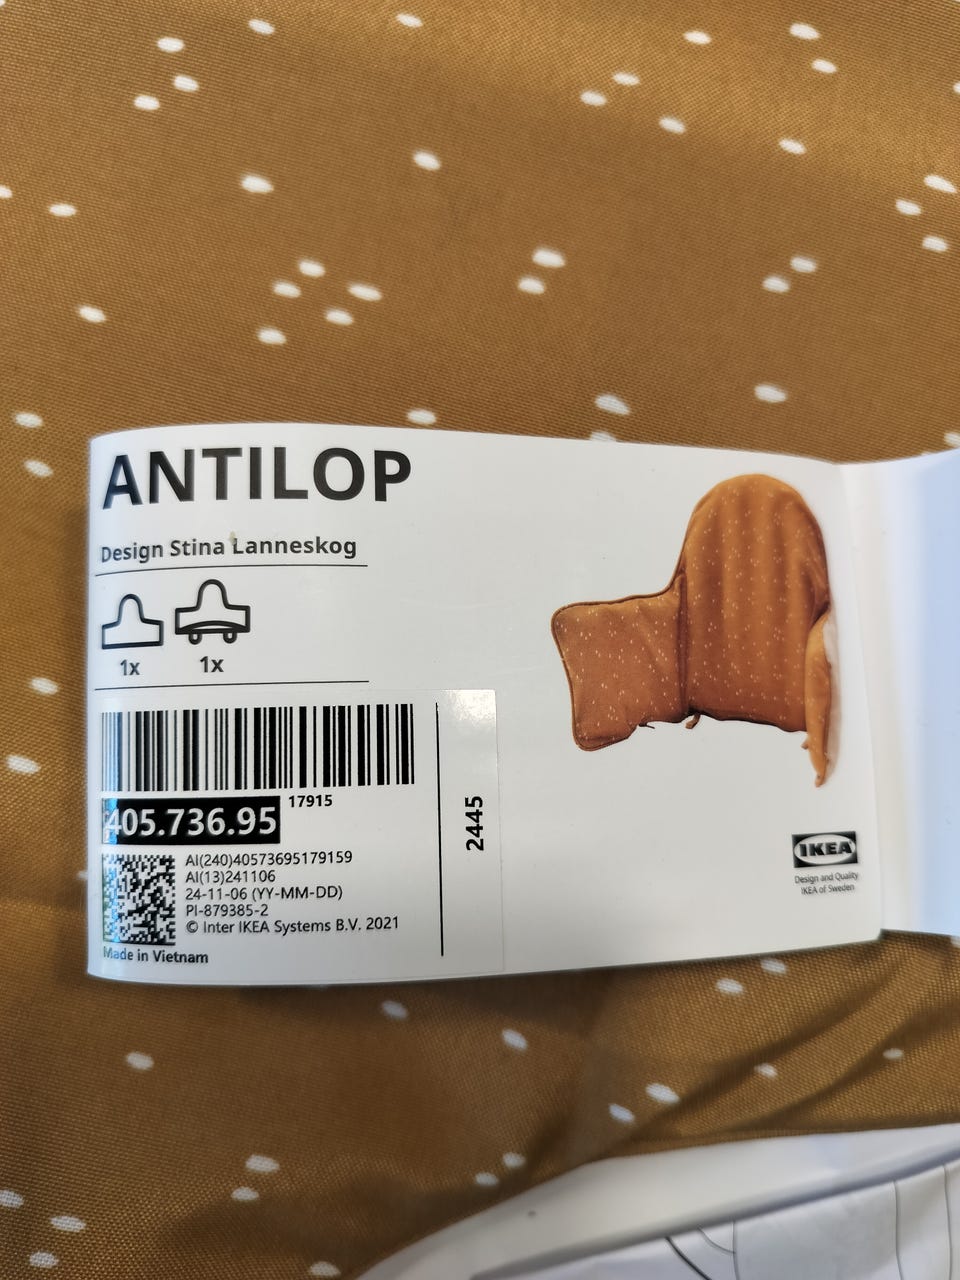 ANTILOP
Design Stina Lanneskog
1x 1x
17915
405.736.95
AI(240)40573695179159
AI(13)241106
24-11-06 (YY-MM-DD)
PI-879385-2
© Inter IKEA Systems B.V. 2021
Made in Vietnam
2445
IKEA
Design and Quality
IKEA of Sweden